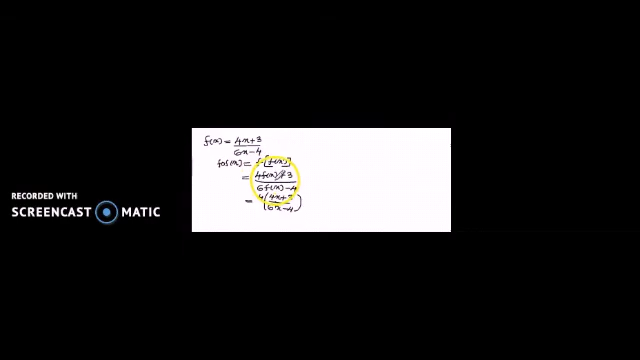 f(x) = 4x+3
6x-4
fof(x) = f[f(x)]
= 4f(x)+3
6f(x)-4
= 4(4x+3
6x-4)
RECORDED WITH
SCREENCAST MATIC